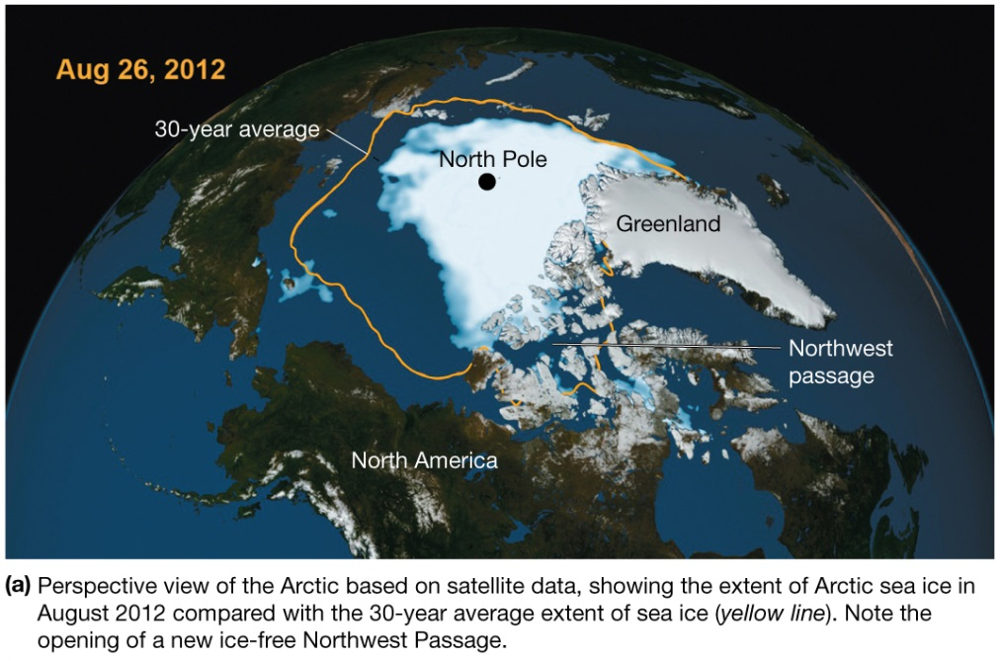 Aug 26, 2012
30-year average
North Pole
Greenland
Northwest
passage
North America
(a) Perspective view of the Arctic based on satellite data, showing the extent of Arctic sea ice in
August 2012 compared with the 30-year average extent of sea ice (yellow line). Note the
opening of a new ice-free Northwest Passage.